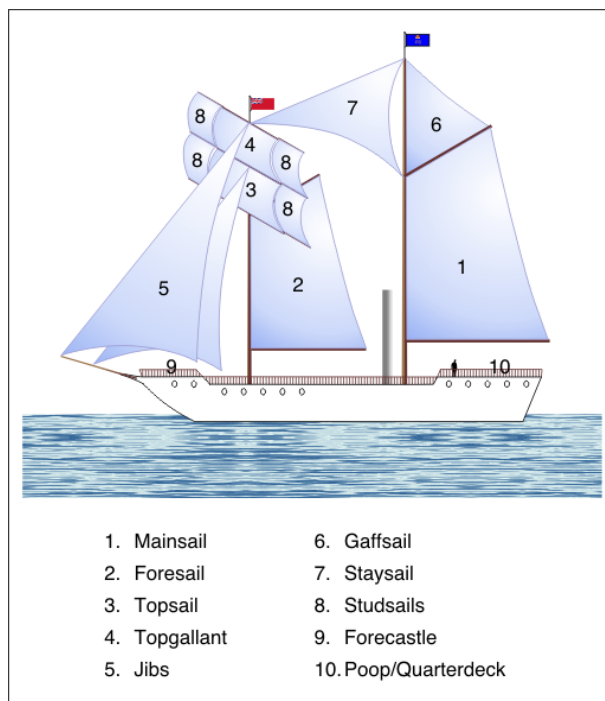 7
6
8
4
8
8
3
8
5
2
1
9
10
1. Mainsail
2. Foresail
3. Topsail
4. Topgallant
5. Jibs
6. Gaffsail
7. Staysail
8. Studsails
9. Forecastle
10. Poop/Quarterdeck